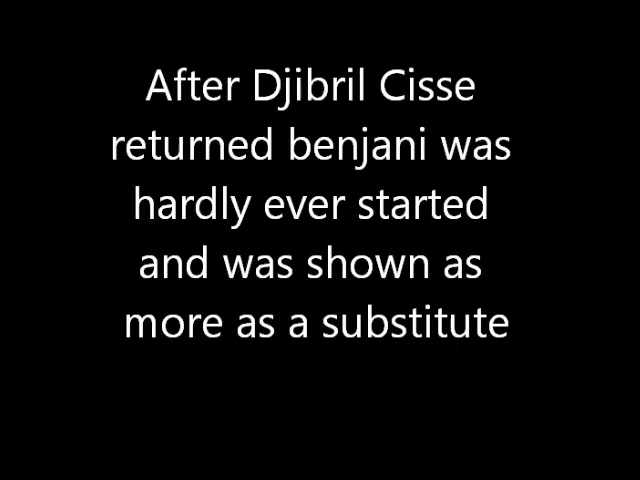 After Djibril Cisse
returned benjani was
hardly ever started
and was shown as
more as a substitute